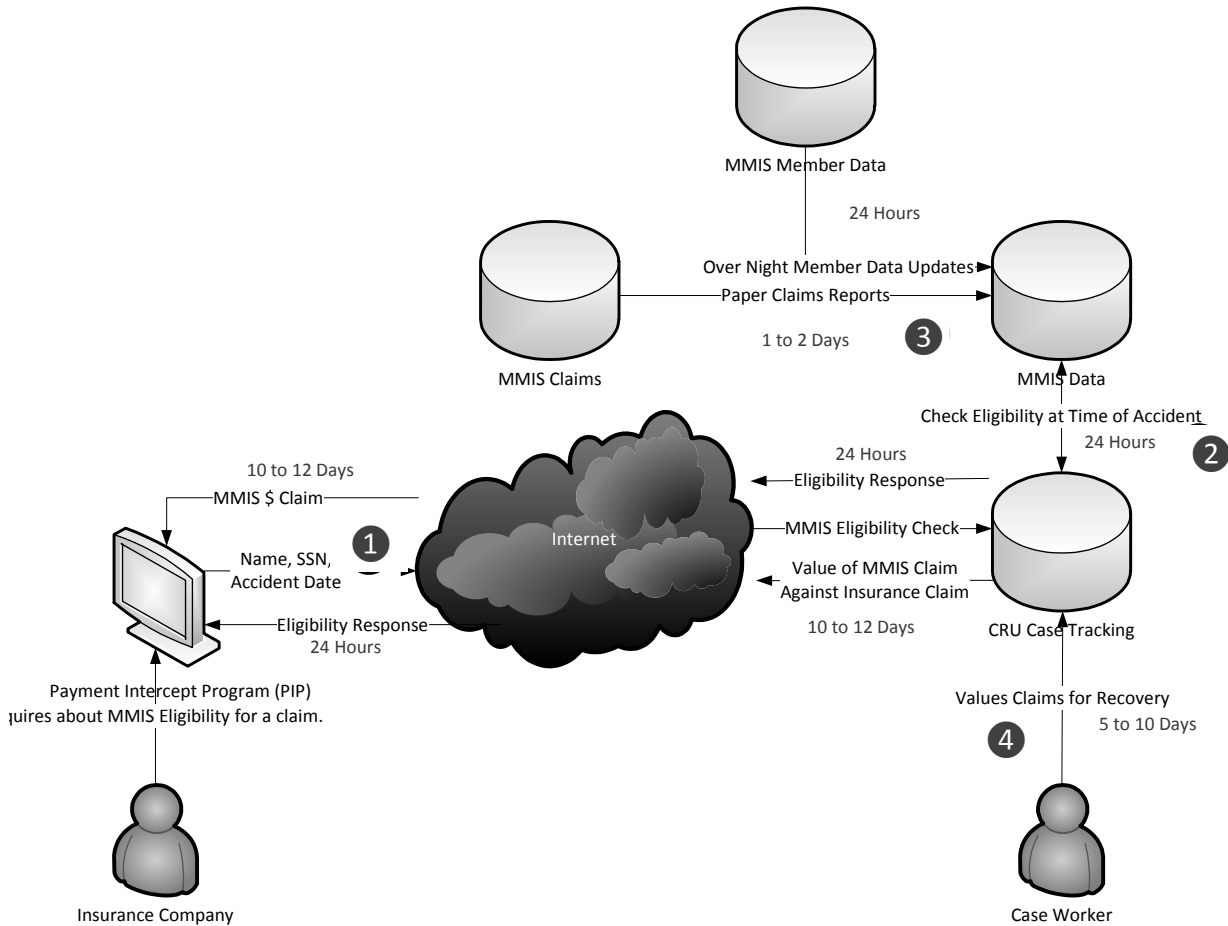 MMIS Member Data
24 Hours
Over Night Member Data Updates
Paper Claims Reports
1 to 2 Days
3
MMIS Claims
MMIS Data
Check Eligibility at Time of Accident
24 Hours
2
10 to 12 Days
MMIS $ Claim
24 Hours
Eligibility Response
1
Name, SSN,
Accident Date
Internet
MMIS Eligibility Check
Value of MMIS Claim
Against Insurance Claim
10 to 12 Days
CRU Case Tracking
Eligibility Response
24 Hours
Payment Intercept Program (PIP)
quires about MMIS Eligibility for a claim.
Values Claims for Recovery
5 to 10 Days
4
Insurance Company
Case Worker